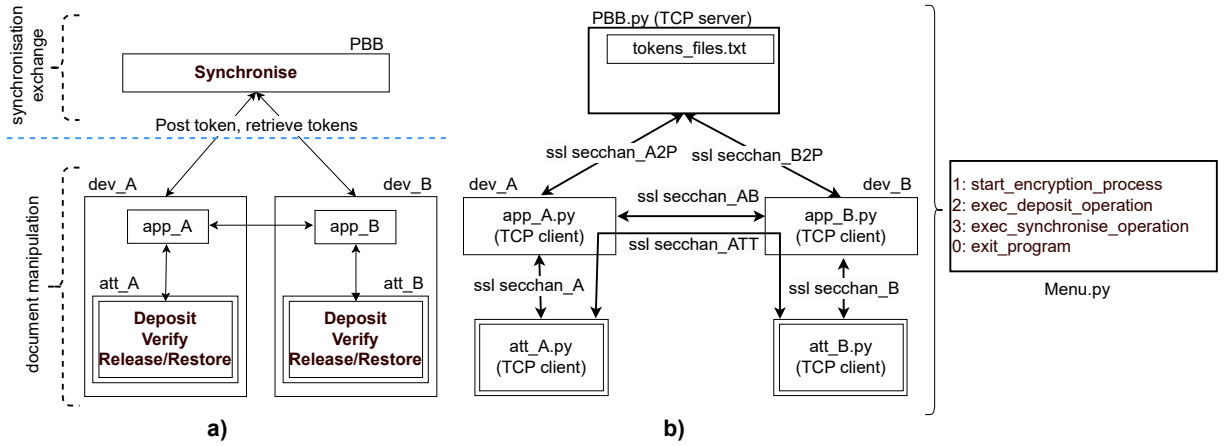 synchronisation
exchange
PBB
Synchronise
Post token, retrieve tokens
document manipulation
dev_A
dev_B
app_A
app_B
att_A
att_B
Deposit
Verify
Release/Restore
Deposit
Verify
Release/Restore
a)
PBB.py (TCP server)
tokens_files.txt
ssl secchan_A2P
ssl secchan_B2P
dev_A
dev_B
app_A.py
(TCP client)
ssl secchan_AB
app_B.py
(TCP client)
ssl secchan_ATT
ssl secchan_A
ssl secchan_B
att_A.py
(TCP client)
att_B.py
(TCP client)
b)
1: start_encryption_process
2: exec_deposit_operation
3: exec_synchronise_operation
0: exit_program
Menu.py